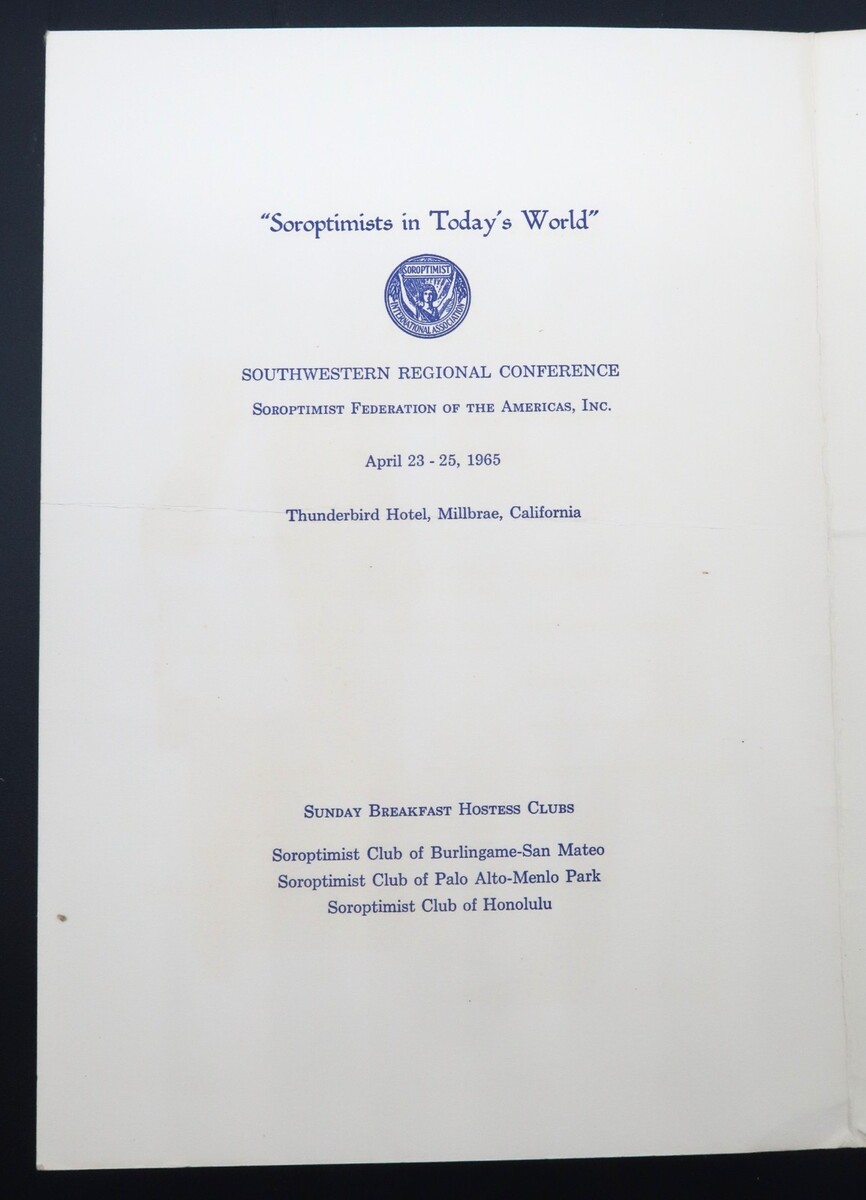 “Soroptimists in Today’s World”
SOROPTIMIST
INTERNATIONAL ASSOCIATION
SOUTHWESTERN REGIONAL CONFERENCE
Soroptimist Federation of the Americas, Inc.
April 23 - 25, 1965
Thunderbird Hotel, Millbrae, California
Sunday Breakfast Hostess Clubs
Soroptimist Club of Burlingame-San Mateo
Soroptimist Club of Palo Alto-Menlo Park
Soroptimist Club of Honolulu